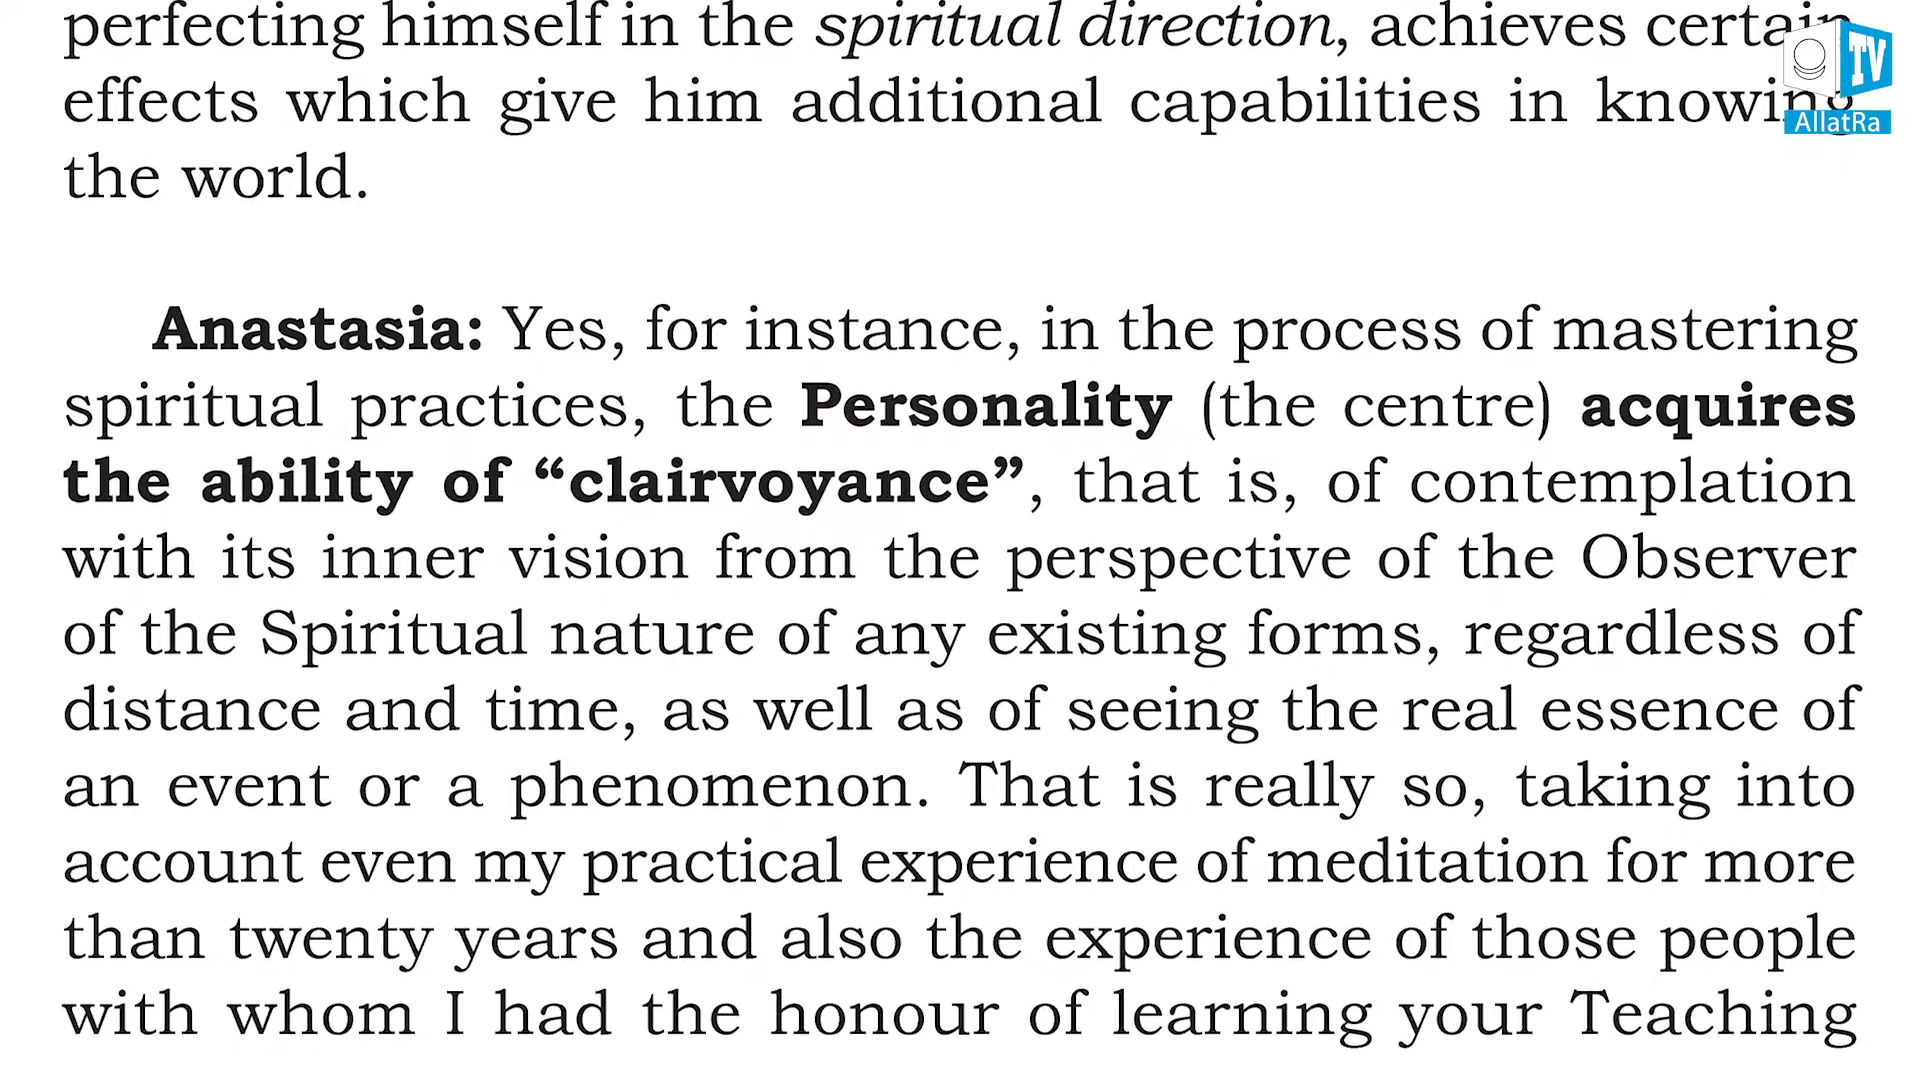 perfecting himself in the spiritual direction, achieves certain
effects which give him additional capabilities in knowing
the world.
TV
AllatRa
Anastasia: Yes, for instance, in the process of mastering
spiritual practices, the Personality (the centre) acquires
the ability of “clairvoyance”, that is, of contemplation
with its inner vision from the perspective of the Observer
of the Spiritual nature of any existing forms, regardless of
distance and time, as well as of seeing the real essence of
an event or a phenomenon. That is really so, taking into
account even my practical experience of meditation for more
than twenty years and also the experience of those people
with whom I had the honour of learning your Teaching